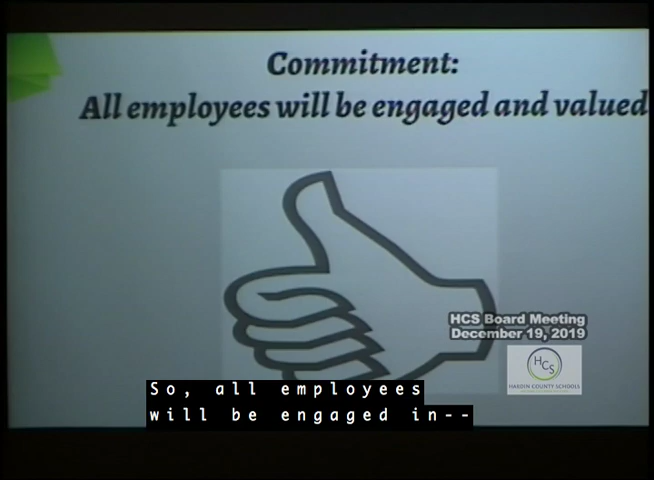 Commitment:
All employees will be engaged and valued
HCS Board Meeting
December 19, 2019
HCS
HARDIN COUNTY SCHOOLS
So, all employees
will be engaged in--